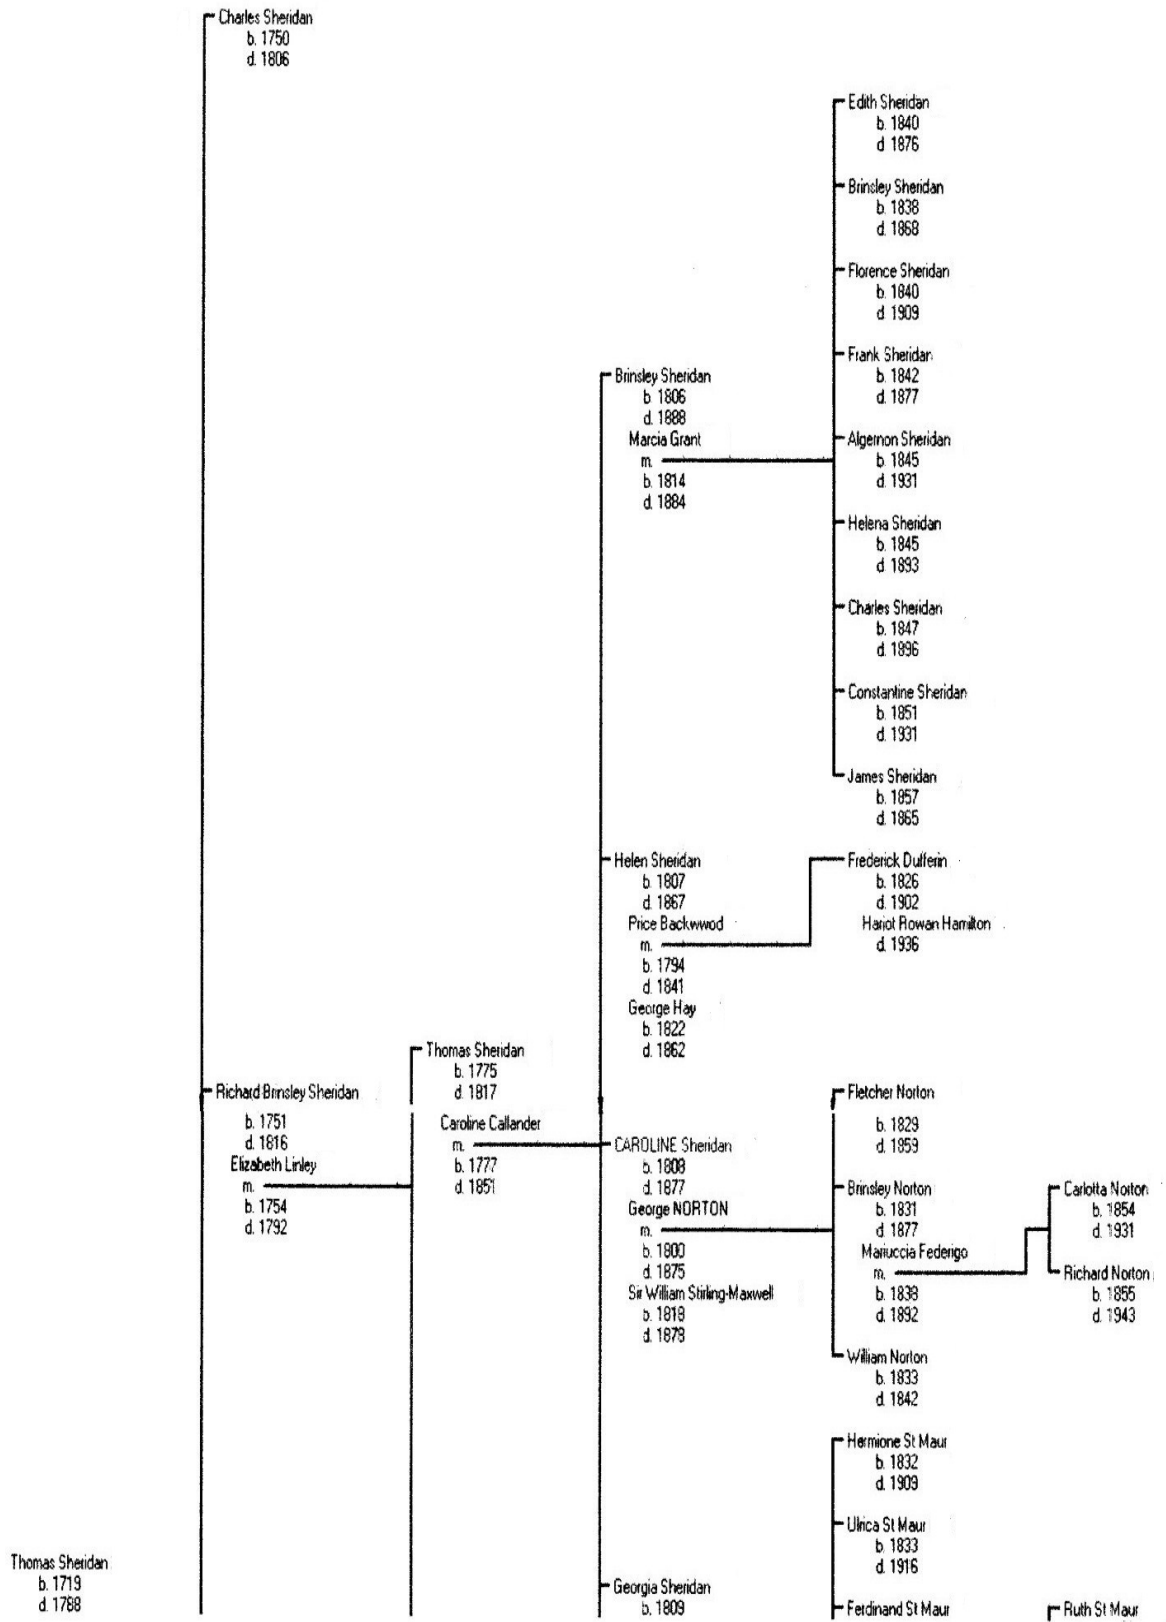 Charles Sheridan
b. 1750
d. 1806
Edith Sheridan
b. 1840
d. 1876
Brinsley Sheridan
b. 1838
d. 1868
Florence Sheridan
b. 1840
d. 1909
Frank Sheridan
b. 1842
d. 1877
Brinsley Sheridan
b. 1806
d. 1888
Marcia Grant
m.
b. 1814
d. 1884
Algernon Sheridan
b. 1845
d. 1931
Helena Sheridan
b. 1845
d. 1893
Charles Sheridan
b. 1847
d. 1896
Constantine Sheridan
b. 1851
d. 1931
James Sheridan
b. 1857
d. 1865
Helen Sheridan
b. 1807
d. 1867
Price Backwwod
m.
b. 1794
d. 1841
George Hay
b. 1822
d. 1862
Frederick Dufferin
b. 1826
d. 1902
Hariot Rowan Hamilton
d. 1936
Thomas Sheridan
b. 1775
d. 1817
Caroline Callander
m.
b. 1777
d. 1851
Richard Brinsley Sheridan
b. 1751
d. 1816
Elizabeth Linley
m.
b. 1754
d. 1792
CAROLINE Sheridan
b. 1808
d. 1877
George NORTON
m.
b. 1800
d. 1875
Sir William Stirling-Maxwell
b. 1818
d. 1878
Fletcher Norton
b. 1829
d. 1859
Brinsley Norton
b. 1831
d. 1877
Mariuccia Federigo
m.
b. 1838
d. 1892
Carlotta Norton
b. 1854
d. 1931
Richard Norton
b. 1855
d. 1943
William Norton
b. 1833
d. 1842
Hermione St Maur
b. 1832
d. 1909
Ulrica St Maur
b. 1833
d. 1916
Thomas Sheridan
b. 1719
d. 1788
Georgia Sheridan
b. 1809
Ferdinand St Maur
Ruth St Maur